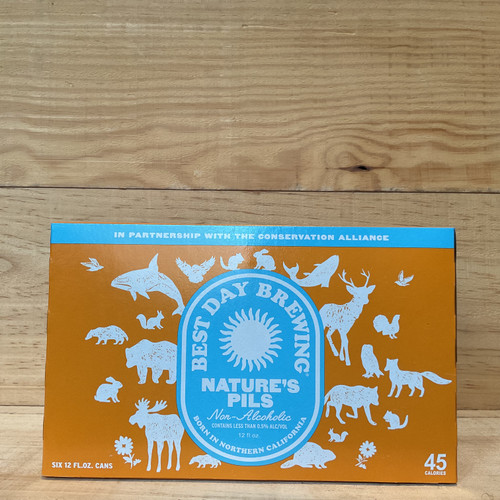 IN PARTNERSHIP WITH THE CONSERVATION ALLIANCE
BEST DAY BREWING
NATURE'S
PILS
Non-Alcoholic
CONTAINS LESS THAN 0.5% ALC/VOL
12 fl oz
BORN IN NORTHERN CALIFORNIA
SIX 12 FL.OZ. CANS
45
CALORIES